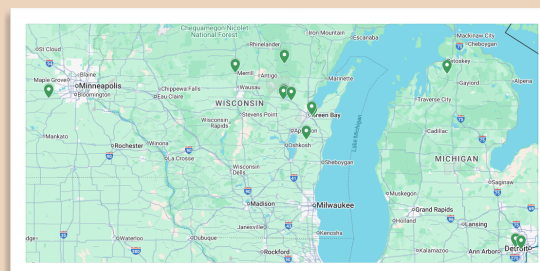 Chequamegon-Nicolet
National Forest
Iron Mountain
Escanaba
Mackinaw City
Cheboygan
St Cloud
Rhinelander
Blaine
Maple Grove
Minneapolis
Bloomington
Merrill
Antigo
Marinette
Petoskey
Gaylord
Alpena
Chippewa Falls
Eau Claire
Wausau
WISCONSIN
Stevens Point
Green Bay
Traverse City
Wisconsin
Rapids
Appleton
Oshkosh
Lake Michigan
Cadillac
Mankato
Rochester
Winona
La Crosse
Sheboygan
MICHIGAN
Wisconsin
Dells
Saginaw
Madison
Milwaukee
Muskegon
Grand Rapids
Holland
Lansing
Janesville
Kenosha
Waterloo
Dubuque
Rockford
Kalamazoo
Ann Arbor
Detroit